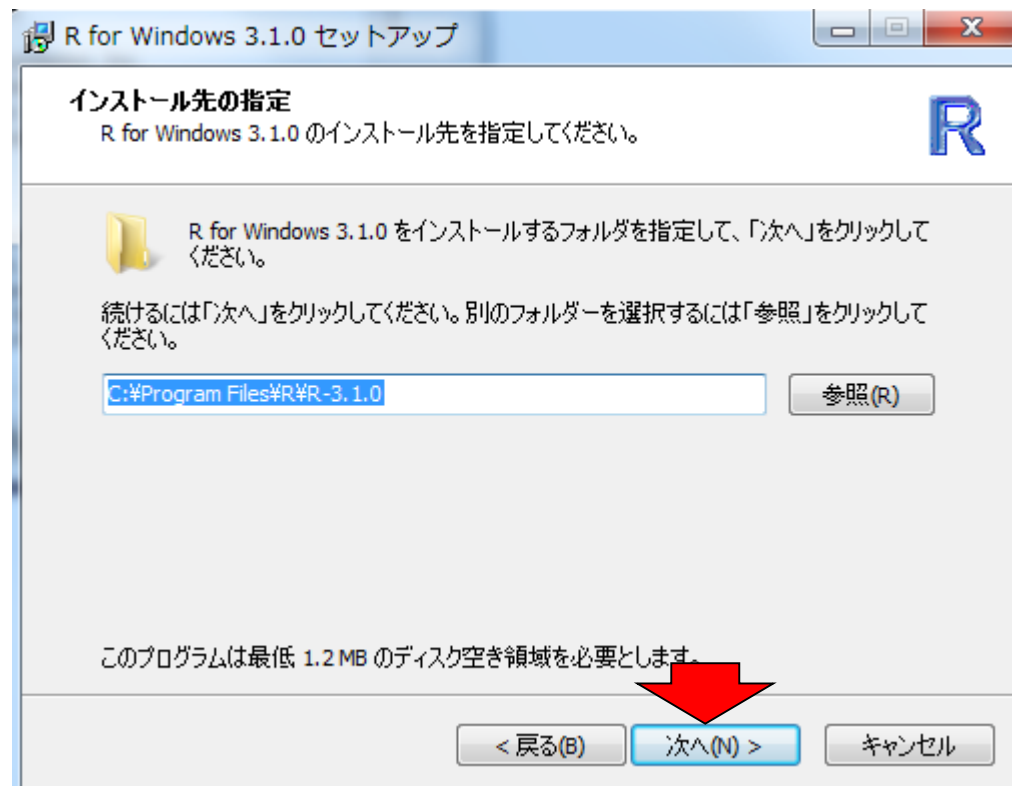 R for Windows 3.1.0 セットアップ
インストール先の指定
R for Windows 3.1.0 のインストール先を指定してください。
R
R for Windows 3.1.0 をインストールするフォルダを指定して、「次へ」をクリックして
ください。
続けるには「次へ」をクリックしてください。別のフォルダーを選択するには「参照」をクリックして
ください。
C:¥Program Files¥R¥R-3.1.0
参照(R)
このプログラムは最低 1.2 MB のディスク空き領域を必要とします。
< 戻る(B)
次へ(N) >
キャンセル